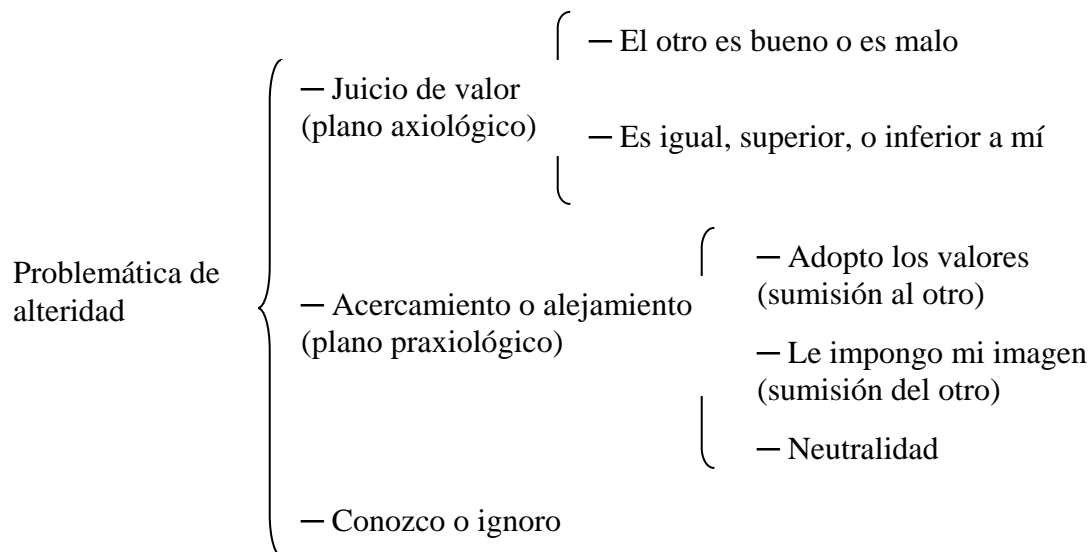 Problemática de
alteridad
— Juicio de valor
(plano axiológico)
— El otro es bueno o es malo
— Es igual, superior, o inferior a mí
— Acercamiento o alejamiento
(plano praxiológico)
— Adopto los valores
(sumisión al otro)
— Le impongo mi imagen
(sumisión del otro)
— Neutralidad
— Conozco o ignoro